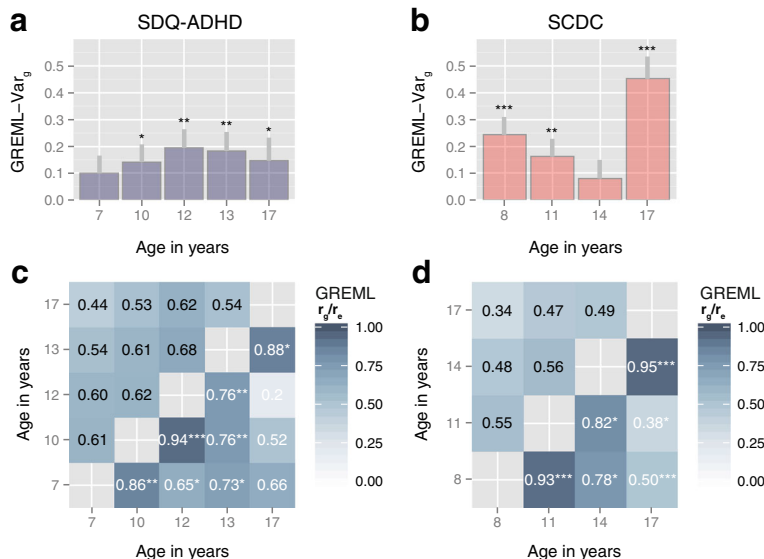 a
SDQ-ADHD
GREML-Varg
0.5
0.4
0.3
0.2
0.1
0.0
*
**
**
*
7 10 12 13 17
Age in years
b
SCDC
GREML-Varg
0.5
0.4
0.3
0.2
0.1
0.0
***
**
***
8 11 14 17
Age in years
c
Age in years
17 0.44 0.53 0.62 0.54
13 0.54 0.61 0.68 0.88*
12 0.60 0.62 0.76** 0.2
10 0.61 0.94*** 0.76** 0.52
7 0.86** 0.65* 0.73* 0.66
7 10 12 13 17
Age in years
GREML
rg/re
1.00
0.75
0.50
0.25
0.00
d
Age in years
17 0.34 0.47 0.49
14 0.48 0.56 0.95***
11 0.55 0.82* 0.38*
8 0.93*** 0.78* 0.50***
8 11 14 17
Age in years
GREML
rg/re
1.00
0.75
0.50
0.25
0.00